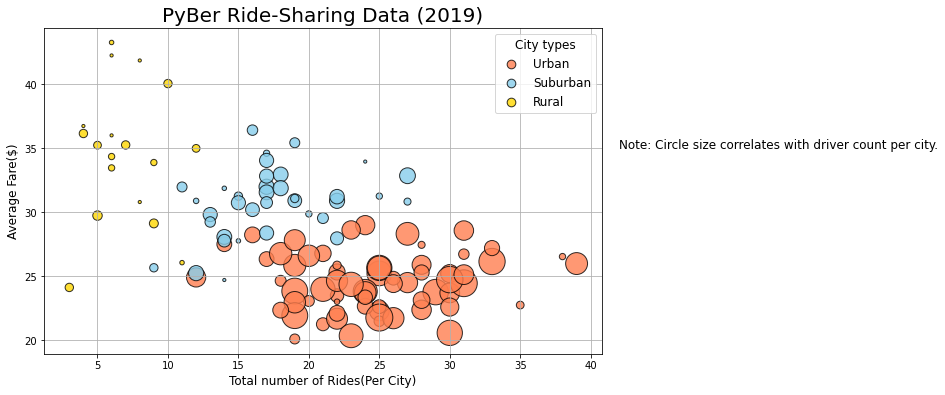 PyBer Ride-Sharing Data (2019)
City types
Urban
Suburban
Rural
Note: Circle size correlates with driver count per city.
Average Fare($)
40
35
30
25
20
5 10 15 20 25 30 35 40
Total number of Rides(Per City)